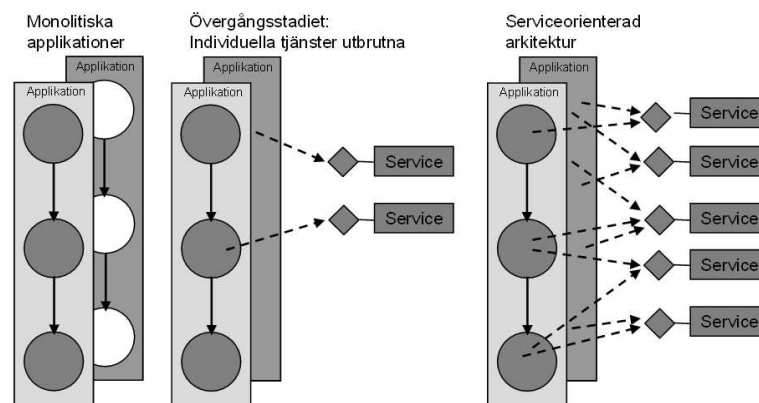 Monolitiska
applikationer
Applikation
Applikation
Övergångsstadiet:
Individuella tjänster utbrutna
Applikation
Service
Service
Serviceorienterad
arkitektur
Applikation
Applikation
Service
Service
Service
Service
Service